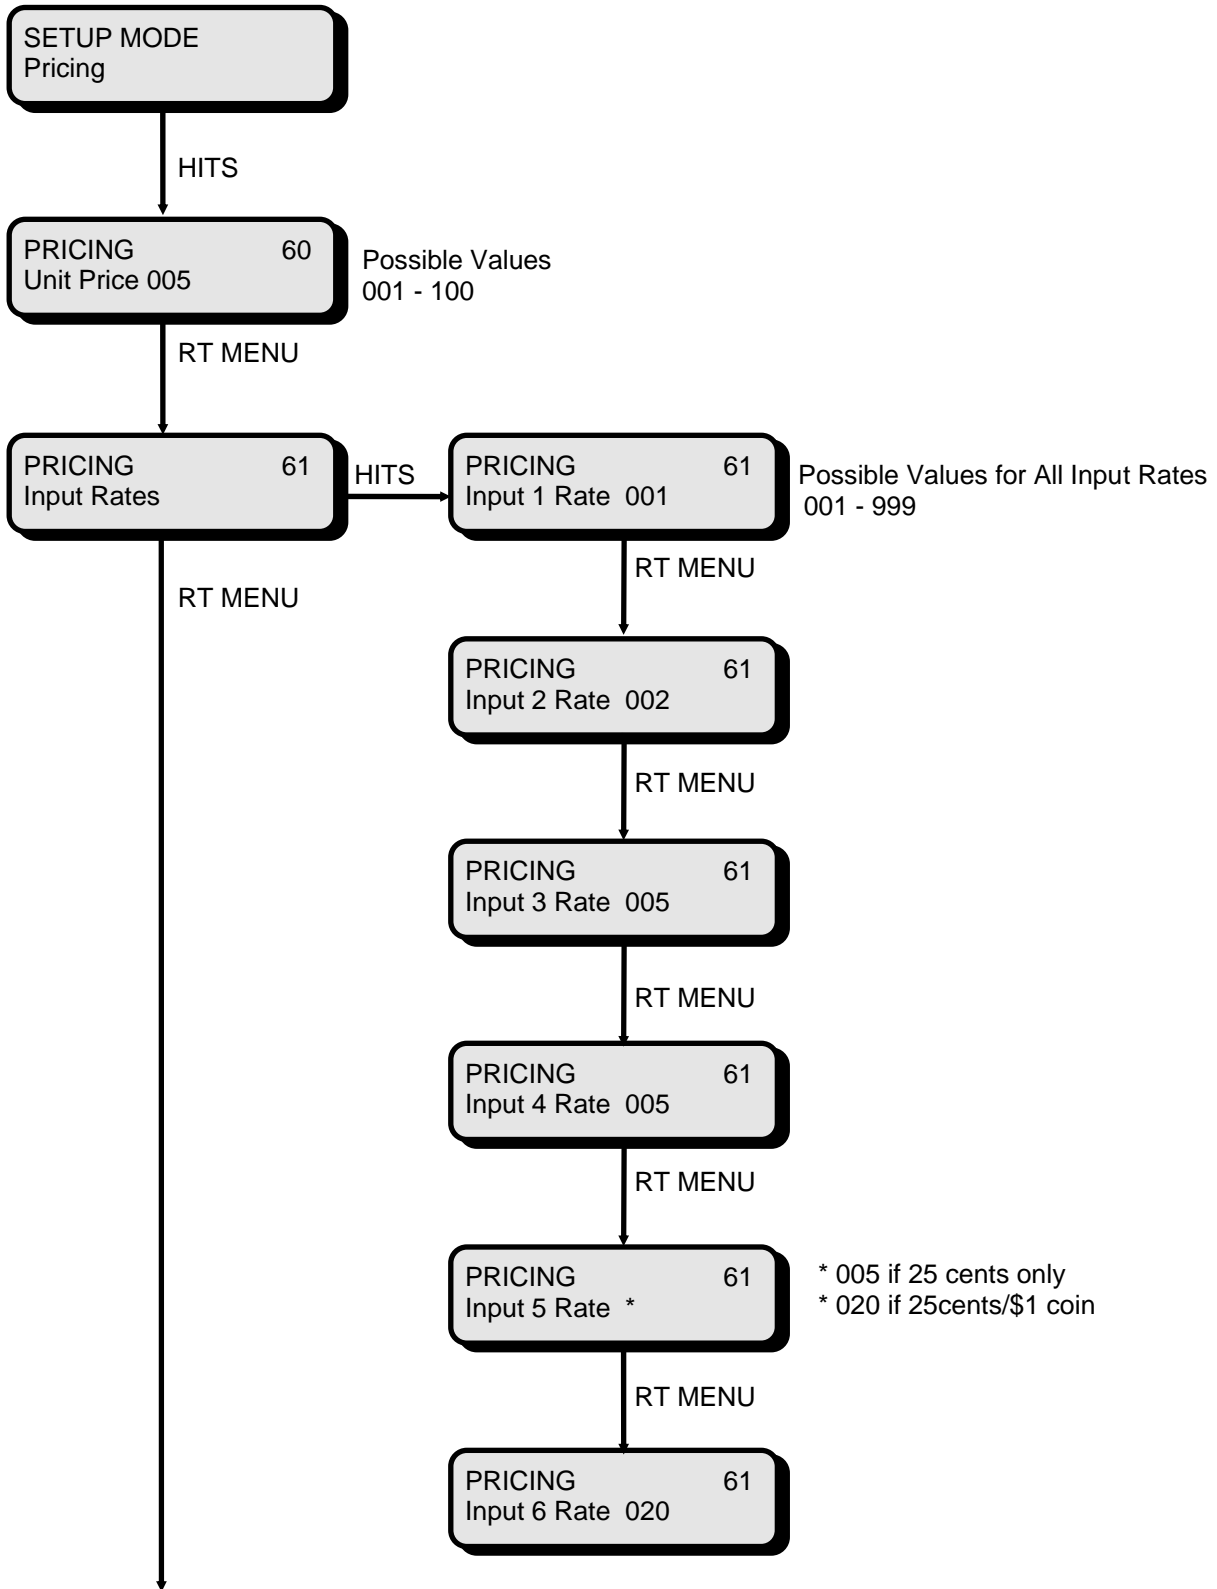 SETUP MODE
Pricing
HITS
PRICING 60
Unit Price 005
Possible Values
001 - 100
RT MENU
PRICING 61
Input Rates
HITS
PRICING 61
Input 1 Rate 001
Possible Values for All Input Rates
001 - 999
RT MENU
RT MENU
PRICING 61
Input 2 Rate 002
RT MENU
PRICING 61
Input 3 Rate 005
RT MENU
PRICING 61
Input 4 Rate 005
RT MENU
PRICING 61
Input 5 Rate *
* 005 if 25 cents only
* 020 if 25cents/$1 coin
RT MENU
PRICING 61
Input 6 Rate 020